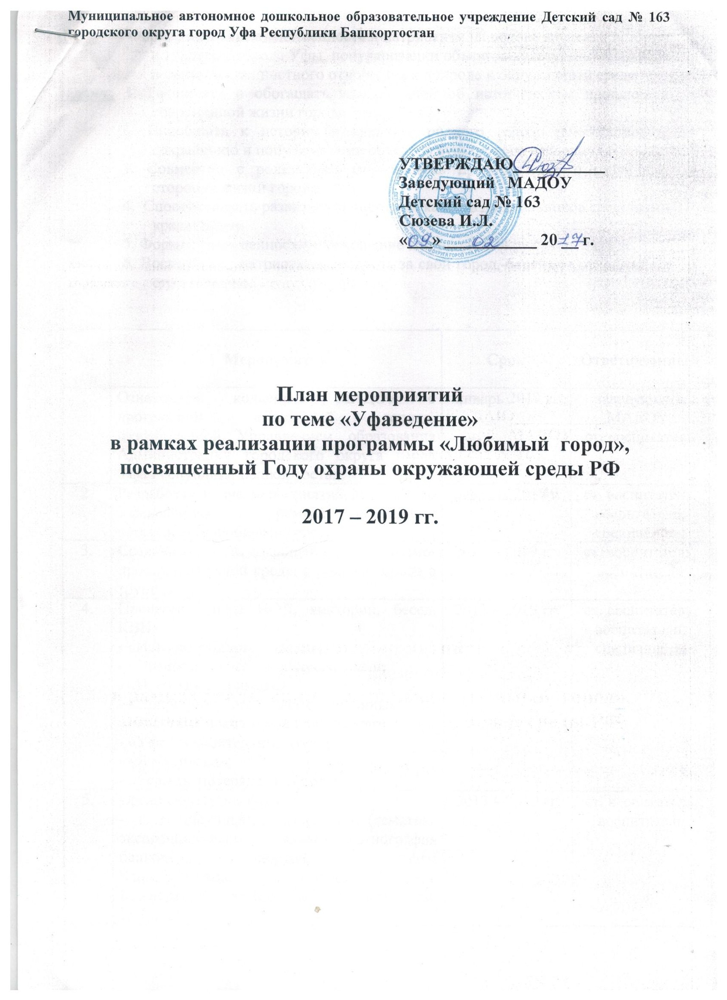 Муниципальное автономное дошкольное образовательное учреждение Детский сад № 163
городского округа город Уфа Республики Башкортостан
УТВЕРЖДАЮ
Заведующий МАДОУ
Детский сад № 163
Сюзева И.Л.
«09» 02 2017г.
План мероприятий
по теме «Уфаведение»
в рамках реализации программы «Любимый город»,
посвященный Году охраны окружающей среды РФ
2017 – 2019 гг.